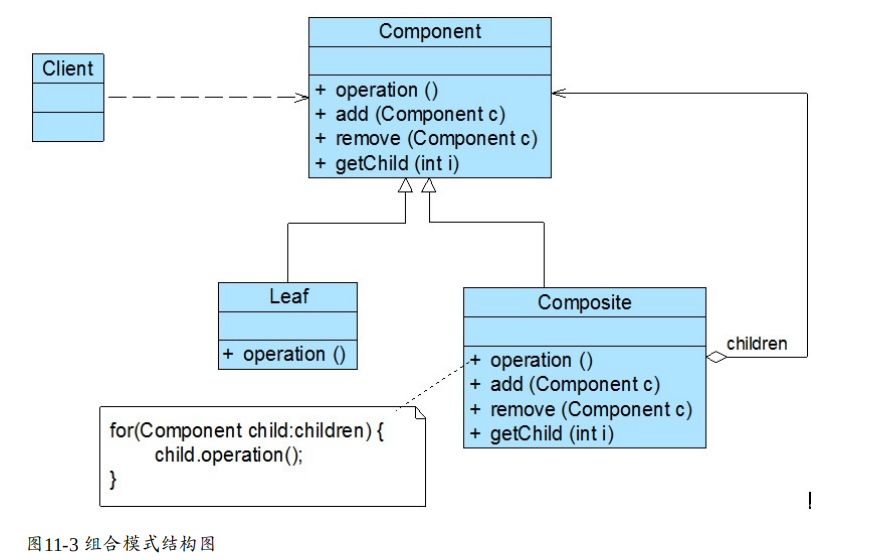 Component
Client
+ operation ()
+ add (Component c)
+ remove (Component c)
+ getChild (int i)
Leaf
+ operation ()
Composite
+ operation ()
+ add (Component c)
+ remove (Component c)
+ getChild (int i)
children
for(Component child:children) {
child.operation();
}
图11-3 组合模式结构图